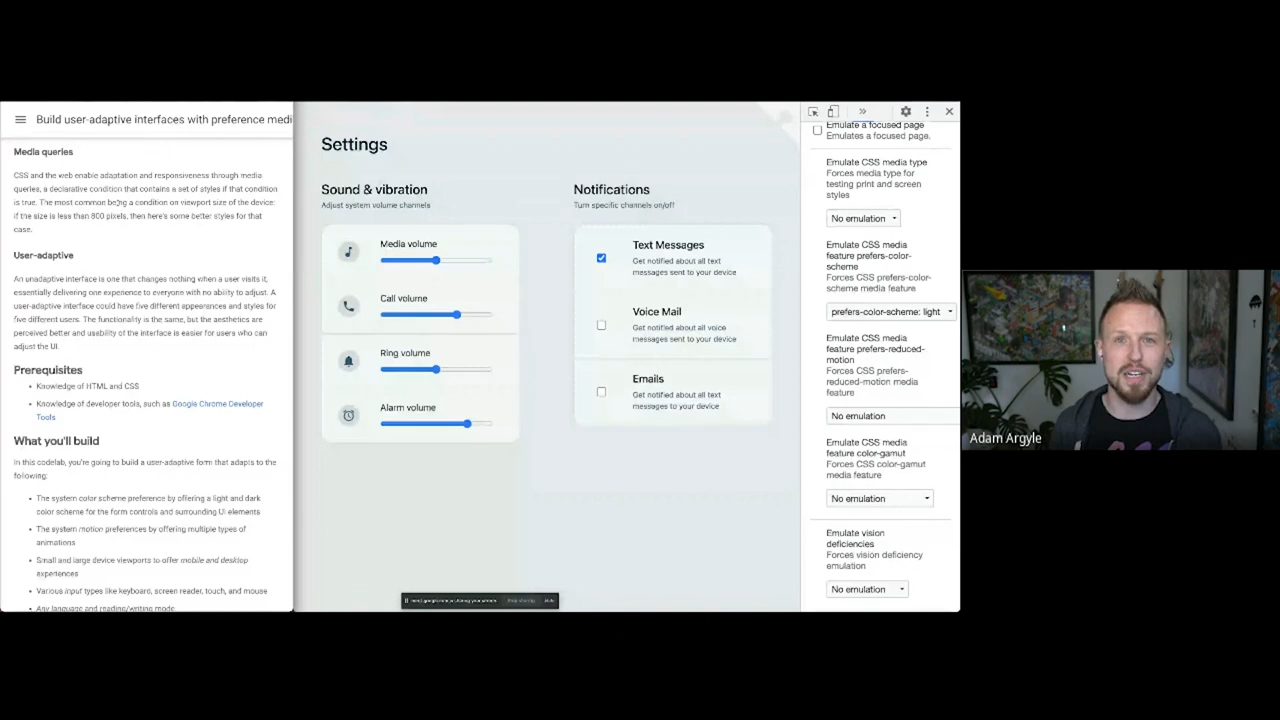 Build user-adaptive interfaces with preference medi
Media queries
CSS and the web enable adaptation and responsiveness through media
queries, a declarative condition that contains a set of styles if that condition
is true. The most common being a condition on viewport size of the device:
if the size is less than 800 pixels, then here's some better styles for that
case.
User-adaptive
An unadaptive interface is one that changes nothing when a user visits it,
essentially delivering one experience to everyone with no ability to adjust. A
user-adaptive interface could have five different appearances and styles for
five different users. The functionality is the same, but the aesthetics are
perceived better and usability of the interface is easier for users who can
adjust the UI.
Prerequisites
• Knowledge of HTML and CSS
• Knowledge of developer tools, such as Google Chrome Developer
Tools
What you'll build
In this codelab, you're going to build a user-adaptive form that adapts to the
following:
• The system color scheme preference by offering a light and dark
color scheme for the form controls and surrounding UI elements
• The system motion preferences by offering multiple types of
animations
• Small and large device viewports to offer mobile and desktop
experiences
• Various input types like keyboard, screen reader, touch, and mouse
• Any language and reading/writing mode
Settings
Sound & vibration
Adjust system volume channels
Media volume
Call volume
Ring volume
Alarm volume
Notifications
Turn specific channels on/off
Text Messages
Get notified about all text
messages sent to your device
Voice Mail
Get notified about all voice
messages sent to your device
Emails
Get notified about all text
messages to your device
Emulate a focused page
Emulates a focused page.
Emulate CSS media type
Forces media type for
testing print and screen
styles
No emulation
Emulate CSS media
feature prefers-color-
scheme
Forces CSS prefers-color-
scheme media feature
prefers-color-scheme: light
Emulate CSS media
feature prefers-reduced-
motion
Forces CSS prefers-
reduced-motion media
feature
No emulation
Emulate CSS media
feature color-gamut
Forces CSS color-gamut
media feature
No emulation
Emulate vision
deficiencies
Forces vision deficiency
emulation
No emulation
Adam Argyle